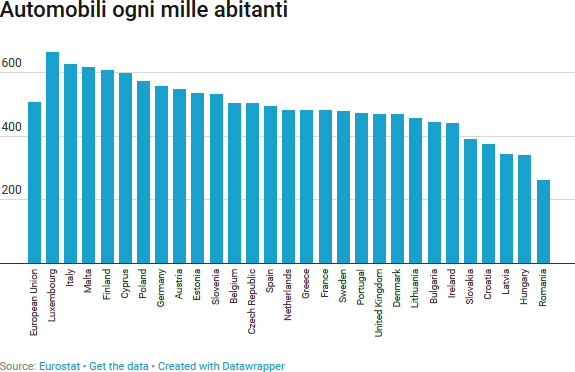 Automobili ogni mille abitanti
600
400
200
European Union
Luxembourg
Italy
Malta
Finland
Cyprus
Poland
Germany
Austria
Estonia
Slovenia
Belgium
Czech Republic
Spain
Netherlands
Greece
France
Sweden
Portugal
United Kingdom
Denmark
Lithuania
Bulgaria
Ireland
Slovakia
Croatia
Latvia
Hungary
Romania
Source: Eurostat • Get the data • Created with Datawrapper